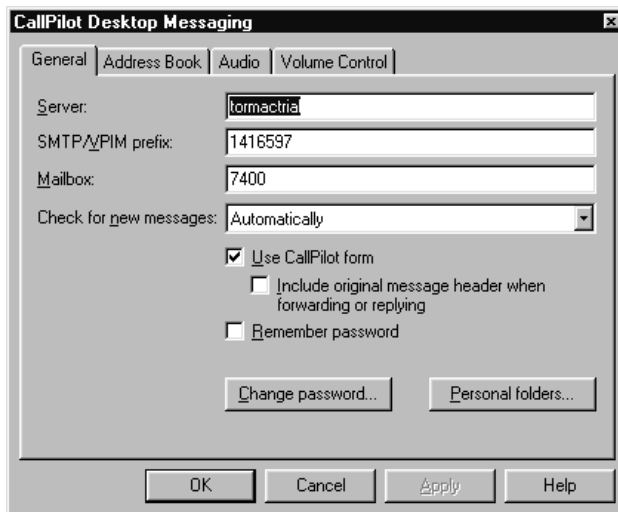 CallPilot Desktop Messaging
General Address Book Audio Volume Control
Server: tormactrial
SMTP/VPIM prefix: 1416597
Mailbox: 7400
Check for new messages: Automatically
Use CallPilot form
Include original message header when
forwarding or replying
Remember password
Change password... Personal folders...
OK Cancel Apply Help